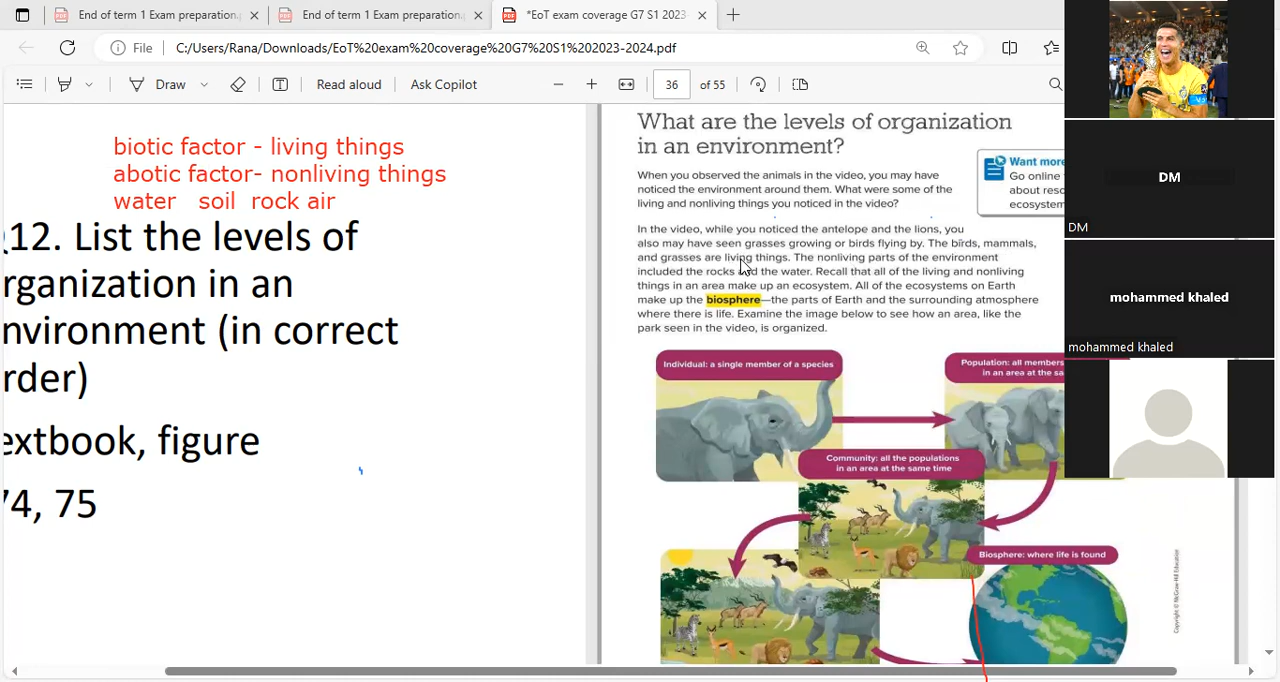 End of term 1 Exam preparation.
End of term 1 Exam preparation.
*EoT exam coverage G7 S1 2023-
File
C:/Users/Rana/Downloads/EoT%20exam%20coverage%20G7%20S1%202023-2024.pdf
Draw
Read aloud
Ask Copilot
36
of 55
biotic factor - living things
abotic factor- nonliving things
water soil rock air
Q12. List the levels of
rganization in an
nvironment (in correct
rder)
extbook, figure
74, 75
What are the levels of organization
in an environment?
When you observed the animals in the video, you may have
noticed the environment around them. What were some of the
living and nonliving things you noticed in the video?
Want more
Go online
about reso
ecosystem
In the video, while you noticed the antelope and the lions, you
also may have seen grasses growing or birds flying by. The birds, mammals,
and grasses are living things. The nonliving parts of the environment
included the rocks and the water. Recall that all of the living and nonliving
things in an area make up an ecosystem. All of the ecosystems on Earth
make up the biosphere—the parts of Earth and the surrounding atmosphere
where there is life. Examine the image below to see how an area, like the
park seen in the video, is organized.
Individual: a single member of a species
Population: all members
in an area at the sa
Community: all the populations
in an area at the same time
Biosphere: where life is found
Copyright © McGraw-Hill Education
DM
DM
mohammed khaled
mohammed khaled